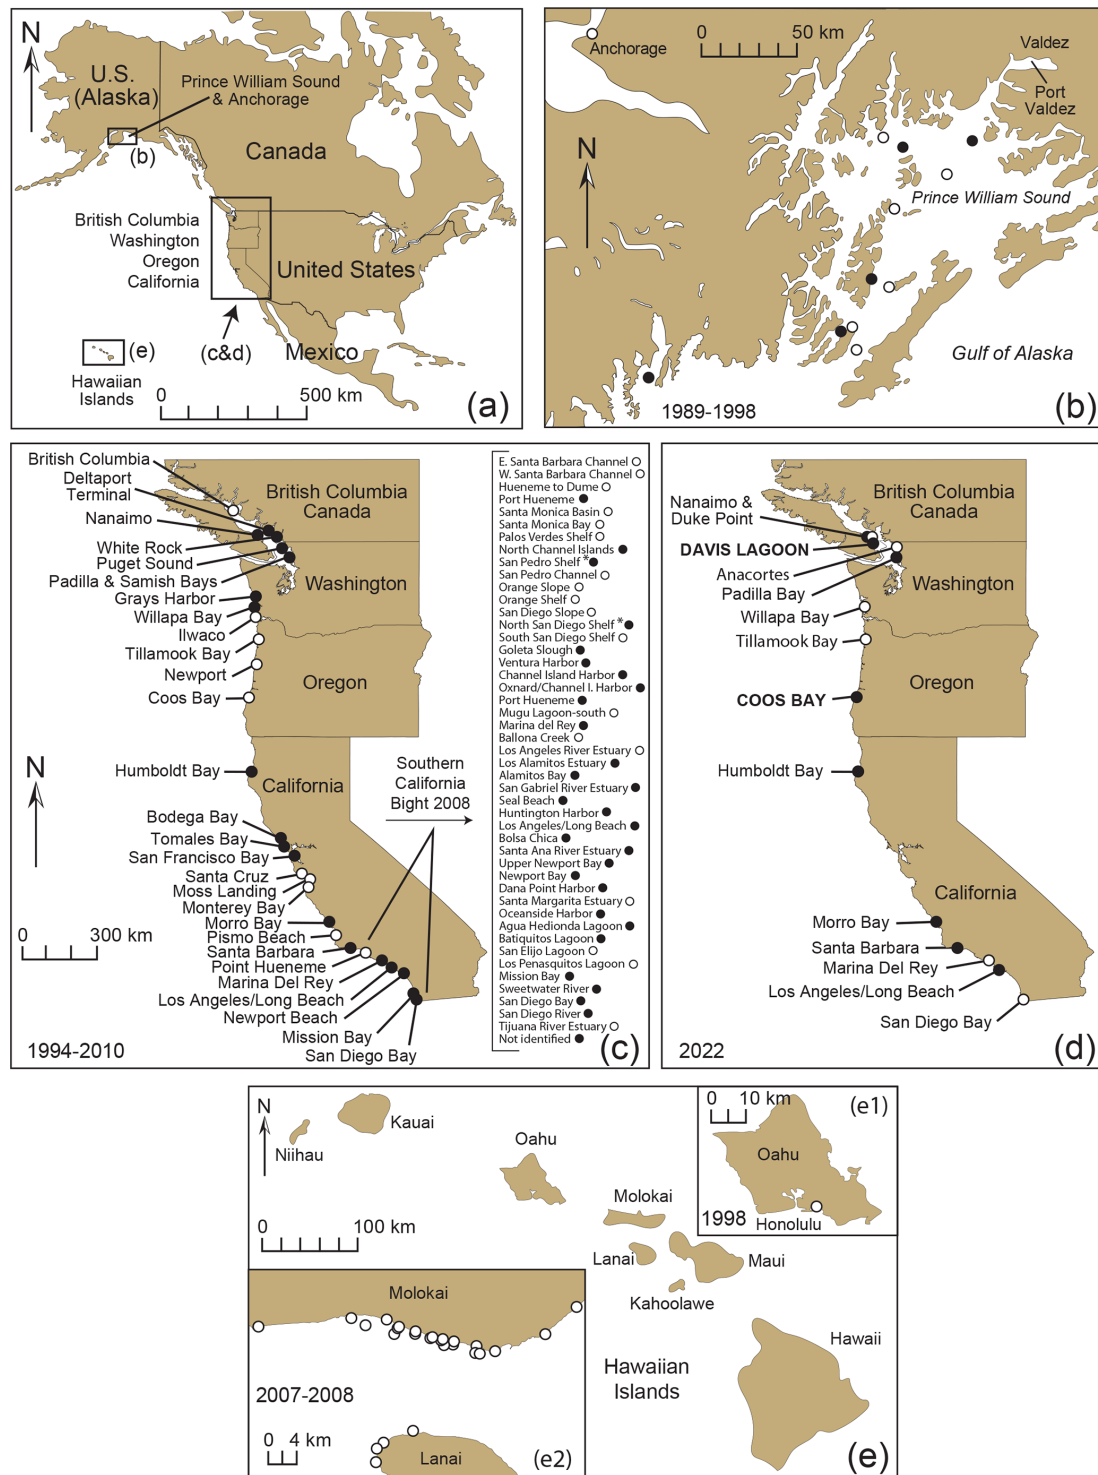 N
U.S.
(Alaska)
Prince William Sound
& Anchorage
(b)
Canada
British Columbia
Washington
Oregon
California
United States
(c&d)
Mexico
(e)
Hawaiian
Islands
0 500 km
(a)
Anchorage
0 50 km
Valdez
Port
Valdez
N
Prince William Sound
Gulf of Alaska
1989-1998
(b)
British Columbia
Deltaport
Terminal
Nanaimo
White Rock
Puget Sound
Padilla & Samish Bays
Grays Harbor
Willapa Bay
Ilwaco
Tillamook Bay
Newport
Coos Bay
British Columbia
Canada
Washington
Oregon
N
Humboldt Bay
California
Southern
California
Bight 2008
Bodega Bay
Tomales Bay
San Francisco Bay
Santa Cruz
Moss Landing
Monterey Bay
Morro Bay
Pismo Beach
Santa Barbara
Point Hueneme
Marina del Rey
Los Angeles/Long Beach
Newport Beach
Mission Bay
San Diego Bay
0 300 km
1994-2010
E. Santa Barbara Channel
W. Santa Barbara Channel
Hueneme to Dume
Port Hueneme
Santa Monica Basin
Santa Monica Bay
Palos Verdes Shelf
North Channel Islands
San Pedro Shelf *
San Pedro Channel
Orange Slope
Orange Shelf
San Diego Slope
North San Diego Shelf *
South San Diego Shelf
Goleta Slough
Ventura Harbor
Channel Island Harbor
Oxnard/Channel I. Harbor
Port Hueneme
Mugu Lagoon-south
Marina del Rey
Ballona Creek
Los Angeles River Estuary
Los Alamitos Estuary
Alamitos Bay
San Gabriel River Estuary
Seal Beach
Huntington Harbor
Los Angeles/Long Beach
Bolsa Chica
Santa Ana River Estuary
Upper Newport Bay
Newport Bay
Dana Point Harbor
Santa Margarita Estuary
Oceanside Harbor
Agua Hedionda Lagoon
Batiquitos Lagoon
San Elijo Lagoon
Los Penasquitos Lagoon
Mission Bay
Sweetwater River
San Diego Bay
San Diego River
Tijuana River Estuary
Not identified
(c)
Nanaimo &
Duke Point
DAVIS LAGOON
Anacortes
Padilla Bay
Willapa Bay
Tillamook Bay
COOS BAY
Humboldt Bay
British Columbia
Canada
Washington
Oregon
California
Morro Bay
Santa Barbara
Marina Del Rey
Los Angeles/Long Beach
San Diego Bay
2022
(d)
N
Niihau
Kauai
Oahu
0 100 km
Molokai
Lanai
Maui
Kahoolawe
Hawaii
Hawaiian
Islands
(e)
0 10 km
(e1)
Oahu
1998
Honolulu
Molokai
2007-2008
0 4 km
Lanai
(e2)